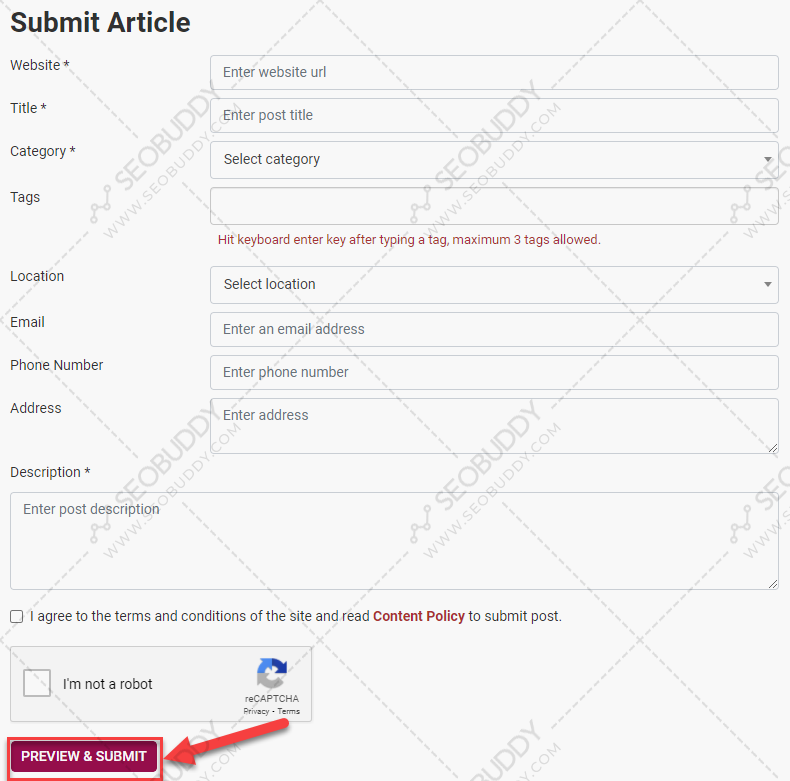 Submit Article
Website *
Enter website url
Title *
Enter post title
Category *
Select category
Tags
Hit keyboard enter key after typing a tag, maximum 3 tags allowed.
Location
Select location
Email
Enter an email address
Phone Number
Enter phone number
Address
Enter address
Description *
Enter post description
I agree to the terms and conditions of the site and read Content Policy to submit post.
I'm not a robot
reCAPTCHA
Privacy - Terms
PREVIEW & SUBMIT
SEOBUDDY
WWW.SEOBUDDY.COM
SEOBUDDY
WWW.SEOBUDDY.COM
SEO
WWW.S
SEOBUDDY
WWW.SEOBUDDY.COM
SEOBUDDY
WWW.SEOBUDDY.COM
SEO
WWW.S